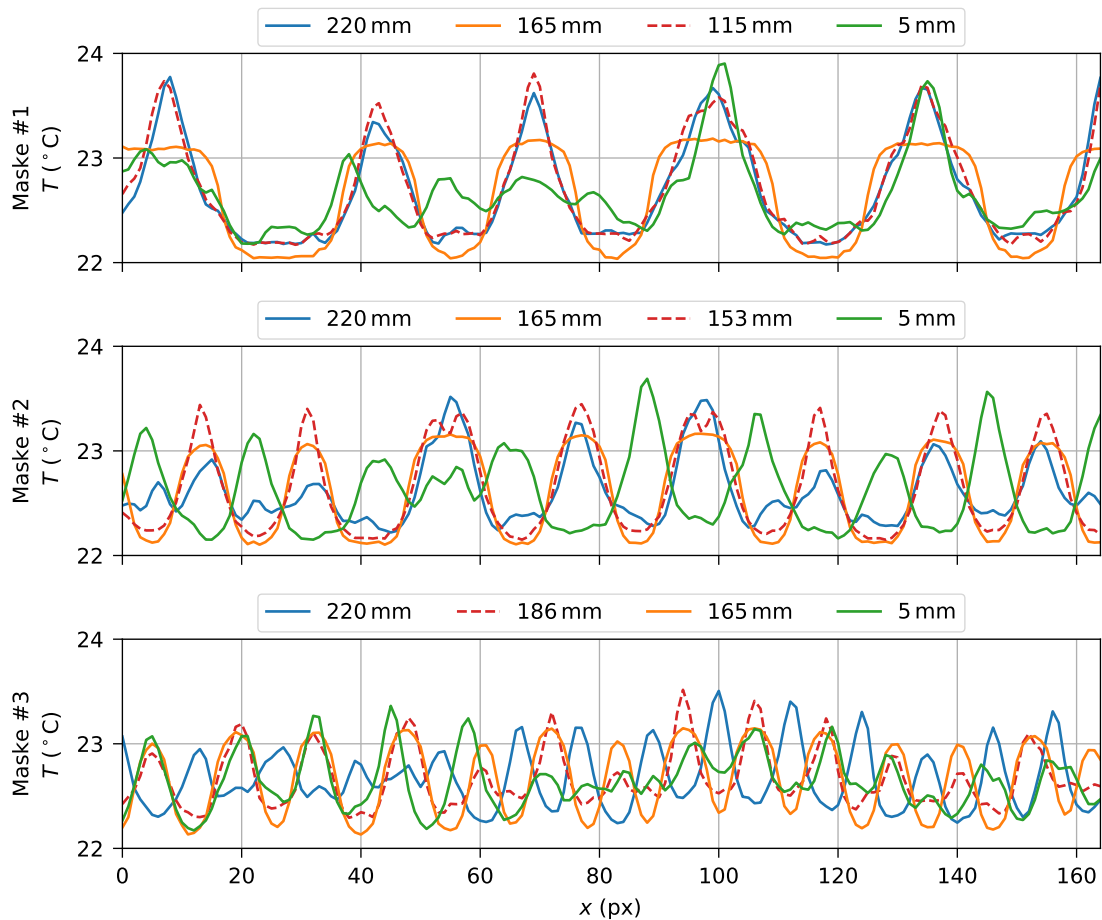 220 mm 165 mm 115 mm 5 mm
24
23
22
Maske #1
T (°C)
220 mm 165 mm 153 mm 5 mm
24
23
22
Maske #2
T (°C)
220 mm 186 mm 165 mm 5 mm
24
23
22
Maske #3
T (°C)
0 20 40 60 80 100 120 140 160
x (px)